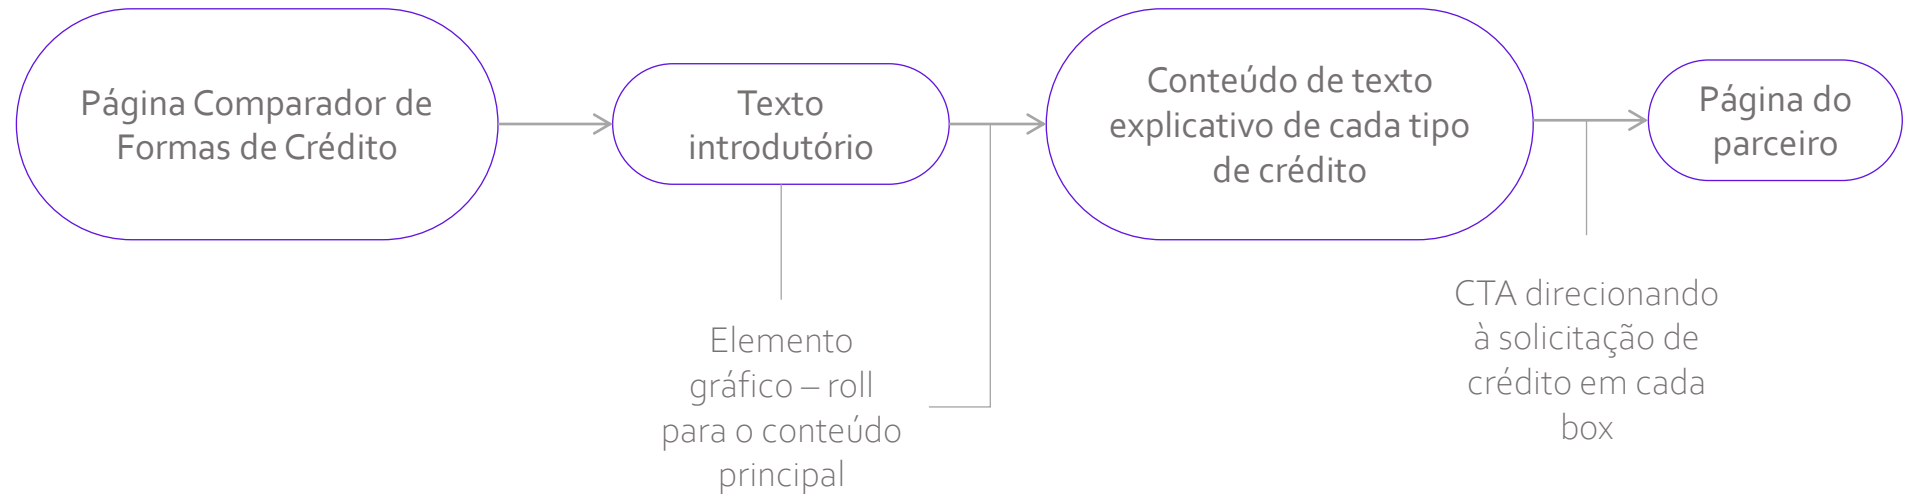 Página Comparador de
Formas de Crédito
Texto
introdutório
Conteúdo de texto
explicativo de cada tipo
de crédito
Página do
parceiro
Elemento
gráfico – roll
para o conteúdo
principal
CTA direcionando
à solicitação de
crédito em cada
box